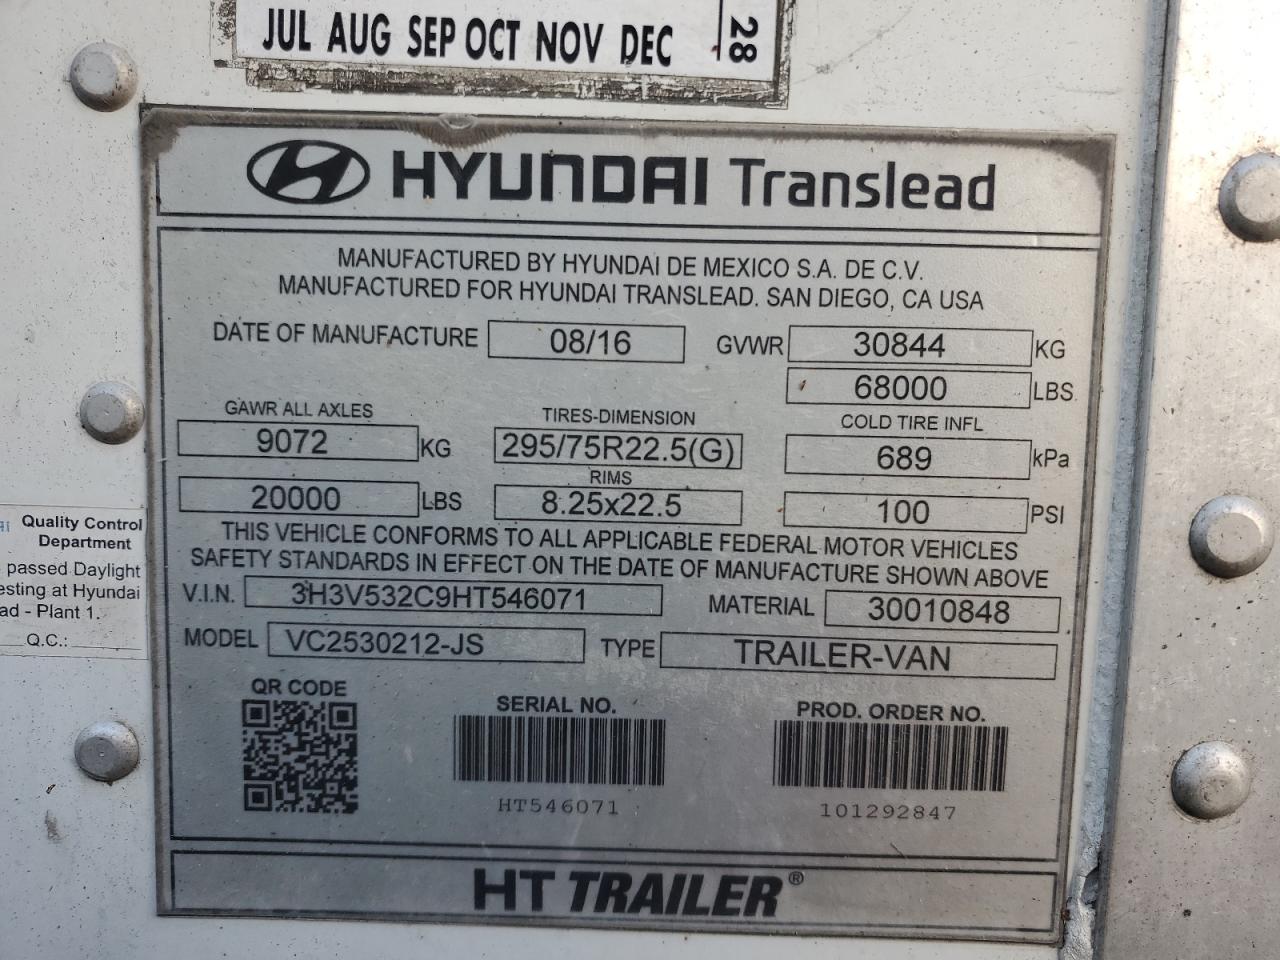 JUL AUG SEP OCT NOV DEC
28
HYUNDAI Translead
MANUFACTURED BY HYUNDAI DE MEXICO S.A. DE C.V.
MANUFACTURED FOR HYUNDAI TRANSLEAD. SAN DIEGO, CA USA
DATE OF MANUFACTURE 08/16 GVWR 30844 KG
68000 LBS.
GAWR ALL AXLES TIRES-DIMENSION COLD TIRE INFL
9072 KG 295/75R22.5(G) 689 kPa
RIMS
20000 LBS 8.25x22.5 100 PSI
THIS VEHICLE CONFORMS TO ALL APPLICABLE FEDERAL MOTOR VEHICLES
SAFETY STANDARDS IN EFFECT ON THE DATE OF MANUFACTURE SHOWN ABOVE
V.I.N. 3H3V532C9HT546071 MATERIAL 30010848
MODEL VC2530212-JS TYPE TRAILER-VAN
QR CODE SERIAL NO. PROD. ORDER NO.
HT546071 101292847
HT TRAILER®
Quality Control
Department
passed Daylight
esting at Hyundai
ad - Plant 1.
Q.C.: